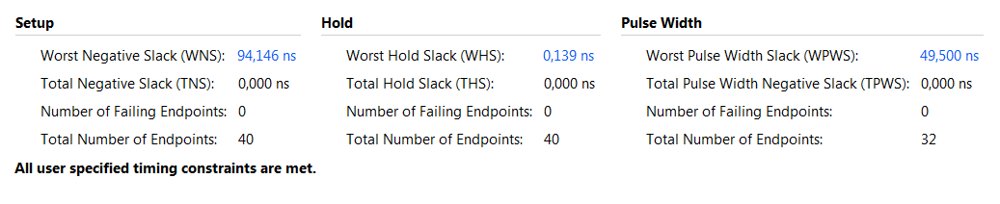 Setup
Worst Negative Slack (WNS): 94,146 ns
Total Negative Slack (TNS): 0,000 ns
Number of Failing Endpoints: 0
Total Number of Endpoints: 40
Hold
Worst Hold Slack (WHS): 0,139 ns
Total Hold Slack (THS): 0,000 ns
Number of Failing Endpoints: 0
Total Number of Endpoints: 40
Pulse Width
Worst Pulse Width Slack (WPWS): 49,500 ns
Total Pulse Width Negative Slack (TPWS): 0,000 ns
Number of Failing Endpoints: 0
Total Number of Endpoints: 32
All user specified timing constraints are met.